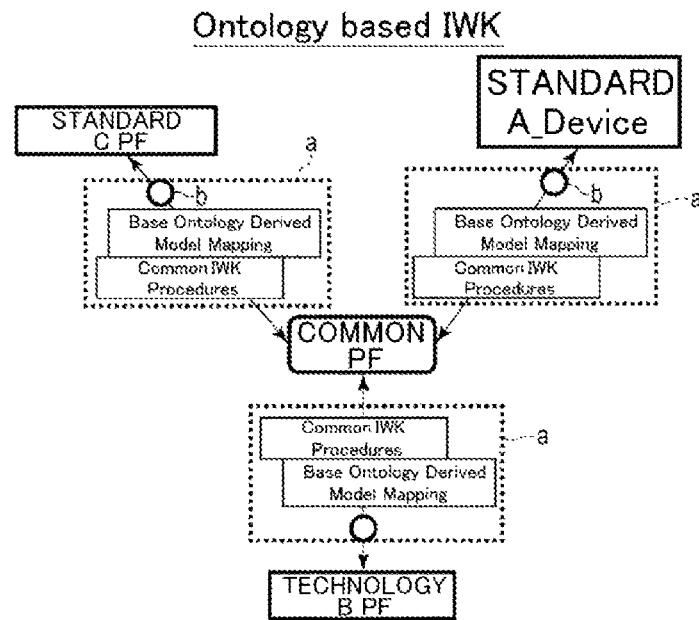 Ontology based IWK
STANDARD
A_Device
STANDARD
C PF
a
b
Base Ontology Derived
Model Mapping
Common IWK
Procedures
b
a
Base Ontology Derived
Model Mapping
Common IWK
Procedures
COMMON
PF
Common IWK
Procedures
a
Base Ontology Derived
Model Mapping
TECHNOLOGY
B PF